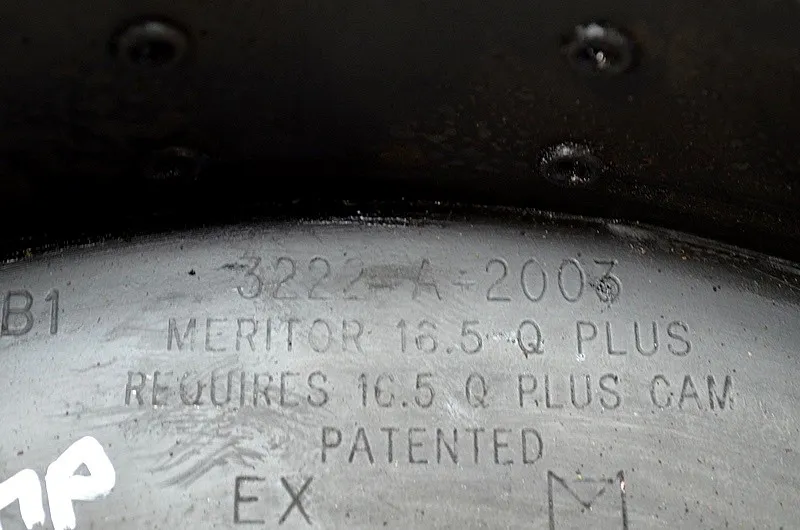 3222-A-2003
B1
MERITOR 16.5 Q PLUS
REQUIRES 16.5 Q PLUS CAM
PATENTED
EX M